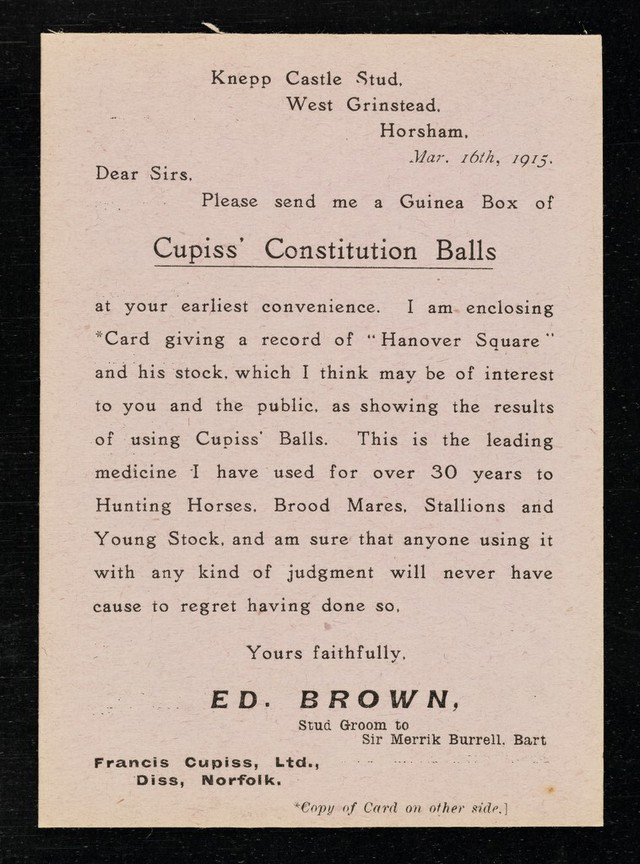 Knepp Castle Stud,
West Grinstead,
Horsham,
Mar. 16th, 1915.
Dear Sirs,
Please send me a Guinea Box of
Cupiss' Constitution Balls
at your earliest convenience. I am enclosing
*Card giving a record of "Hanover Square"
and his stock, which I think may be of interest
to you and the public, as showing the results
of using Cupiss' Balls. This is the leading
medicine I have used for over 30 years to
Hunting Horses, Brood Mares, Stallions and
Young Stock, and am sure that anyone using it
with any kind of judgment will never have
cause to regret having done so,
Yours faithfully,
ED. BROWN,
Stud Groom to
Sir Merrik Burrell, Bart
Francis Cupiss, Ltd.,
Diss, Norfolk.
*Copy of Card on other side.]